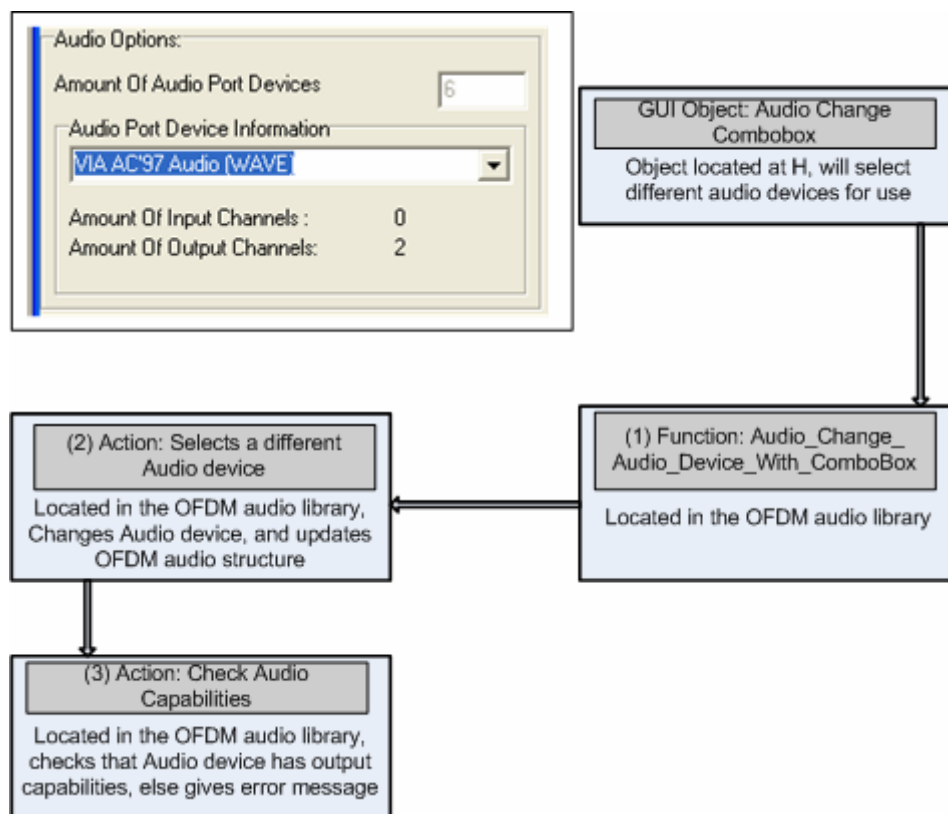 Audio Options:
Amount Of Audio Port Devices 6
Audio Port Device Information
VIA AC'97 Audio (WAVE)
Amount Of Input Channels : 0
Amount Of Output Channels: 2
GUI Object: Audio Change
Combobox
Object located at H, will select
different audio devices for use
(1) Function: Audio_Change_
Audio_Device_With_ComboBox
Located in the OFDM audio library
(2) Action: Selects a different
Audio device
Located in the OFDM audio library,
Changes Audio device, and updates
OFDM audio structure
(3) Action: Check Audio
Capabilities
Located in the OFDM audio library,
checks that Audio device has output
capabilities, else gives error message